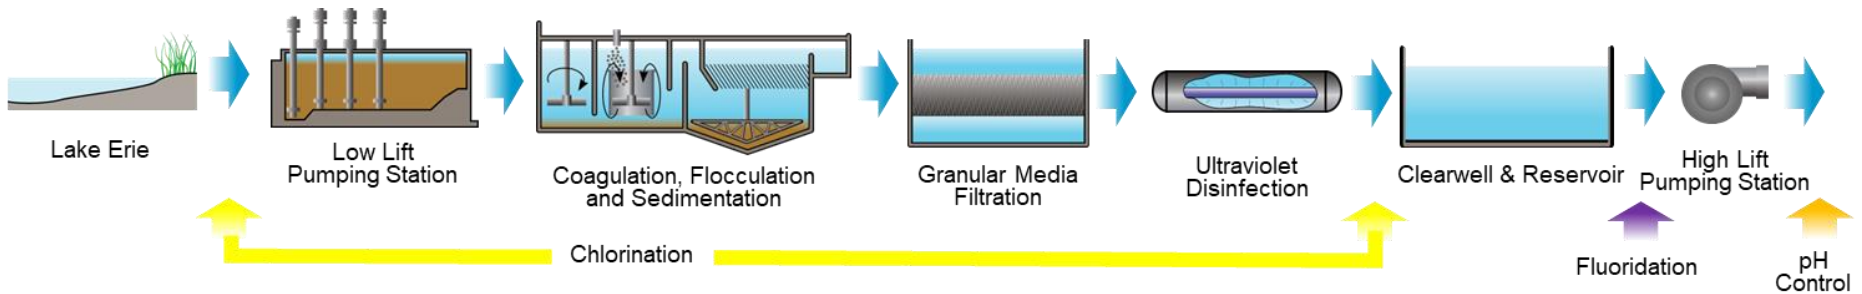 Lake Erie
Low Lift
Pumping Station
Coagulation, Flocculation
and Sedimentation
Granular Media
Filtration
Ultraviolet
Disinfection
Clearwell & Reservoir
High Lift
Pumping Station
Chlorination
Fluoridation
pH
Control